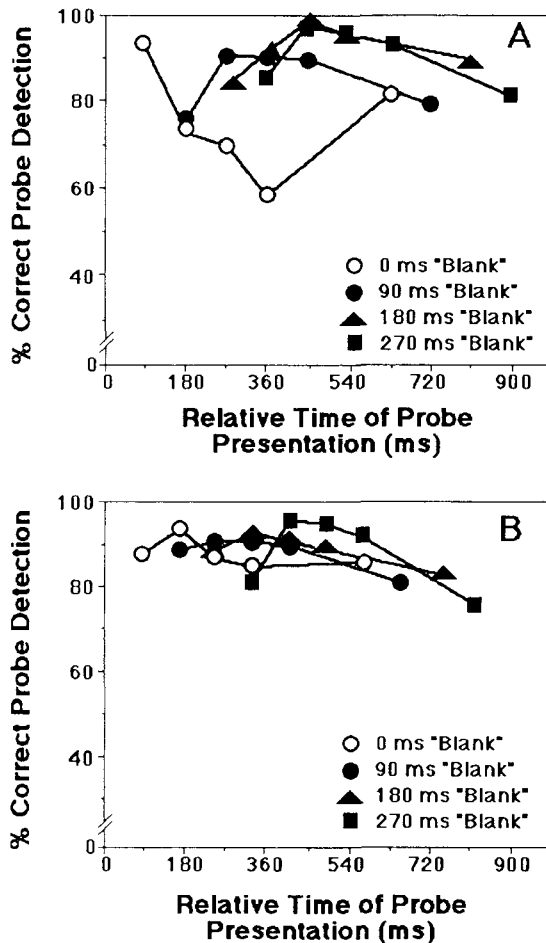 100
A
80
60
40
0
% Correct Probe Detection
0 ms "Blank"
90 ms "Blank"
180 ms "Blank"
270 ms "Blank"
0 180 360 540 720 900
Relative Time of Probe
Presentation (ms)
100
B
80
60
40
0
% Correct Probe Detection
0 ms "Blank"
90 ms "Blank"
180 ms "Blank"
270 ms "Blank"
0 180 360 540 720 900
Relative Time of Probe
Presentation (ms)